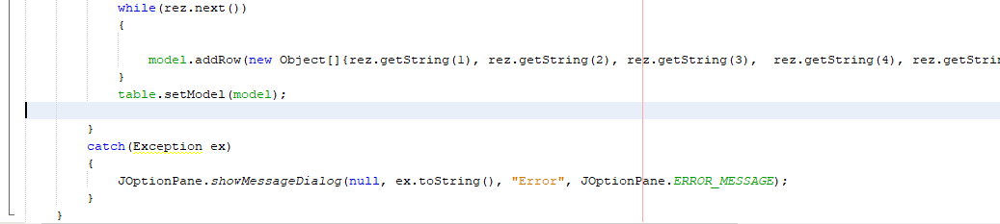 while(rez.next())
{
model.addRow(new Object[]{rez.getString(1), rez.getString(2), rez.getString(3),  rez.getString(4), rez.getStrin
}
table.setModel(model);
}
catch(Exception ex)
{
JOptionPane.showMessageDialog(null, ex.toString(), "Error", JOptionPane.ERROR_MESSAGE);
}
}